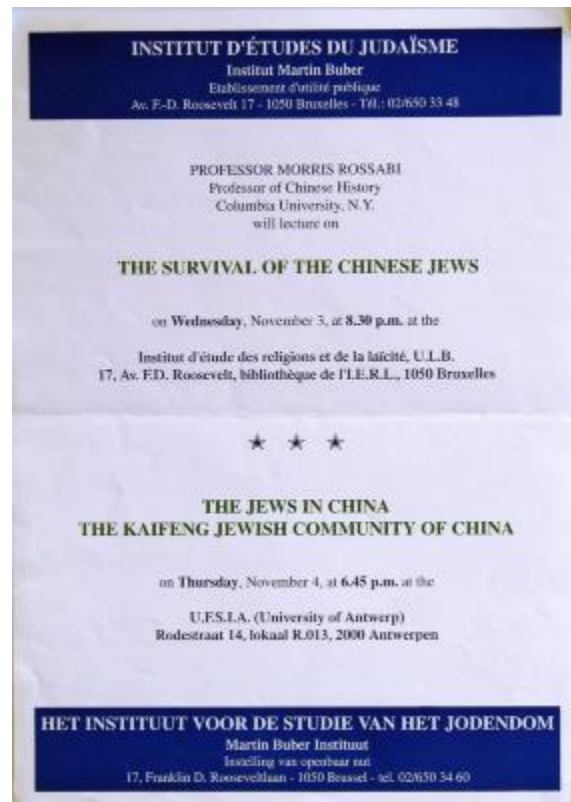 INSTITUT D'ÉTUDES DU JUDAÏSME
Institut Martin Buber
Etablissement d'utilité publique
Av. F.-D. Roosevelt 17 - 1050 Bruxelles - Tél.: 02/650 33 48
PROFESSOR MORRIS ROSSABI
Professor of Chinese History
Columbia University, N.Y.
will lecture on
THE SURVIVAL OF THE CHINESE JEWS
on Wednesday, November 3, at 8.30 p.m. at the
Institut d'étude des religions et de la laïcité, U.L.B.
17, Av. F.D. Roosevelt, bibliothèque de l'I.E.R.L., 1050 Bruxelles
★ ★ ★
THE JEWS IN CHINA
THE KAIFENG JEWISH COMMUNITY OF CHINA
on Thursday, November 4, at 6.45 p.m. at the
U.F.S.I.A. (University of Antwerp)
Rodestraat 14, lokaal R.013, 2000 Antwerpen
HET INSTITUUT VOOR DE STUDIE VAN HET JODENDOM
Martin Buber Instituut
Instelling van openbaar nut
17, Franklin D. Rooseveltlaan - 1050 Brussel - tel. 02/650 34 60